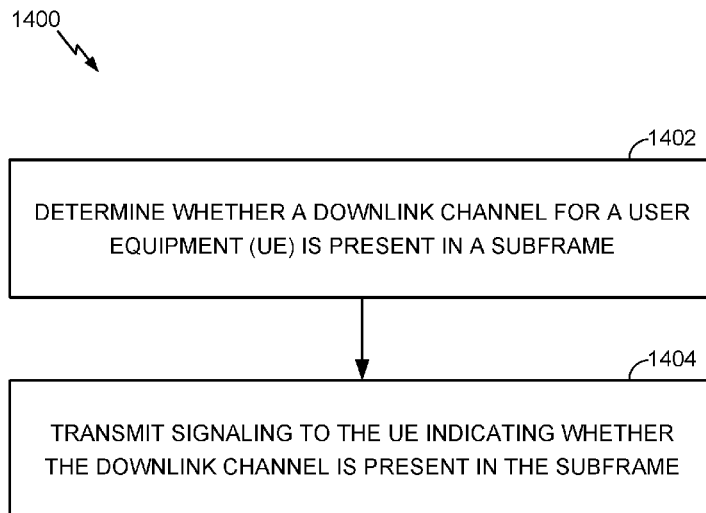 1400
1402
DETERMINE WHETHER A DOWNLINK CHANNEL FOR A USER
EQUIPMENT (UE) IS PRESENT IN A SUBFRAME
1404
TRANSMIT SIGNALING TO THE UE INDICATING WHETHER
THE DOWNLINK CHANNEL IS PRESENT IN THE SUBFRAME